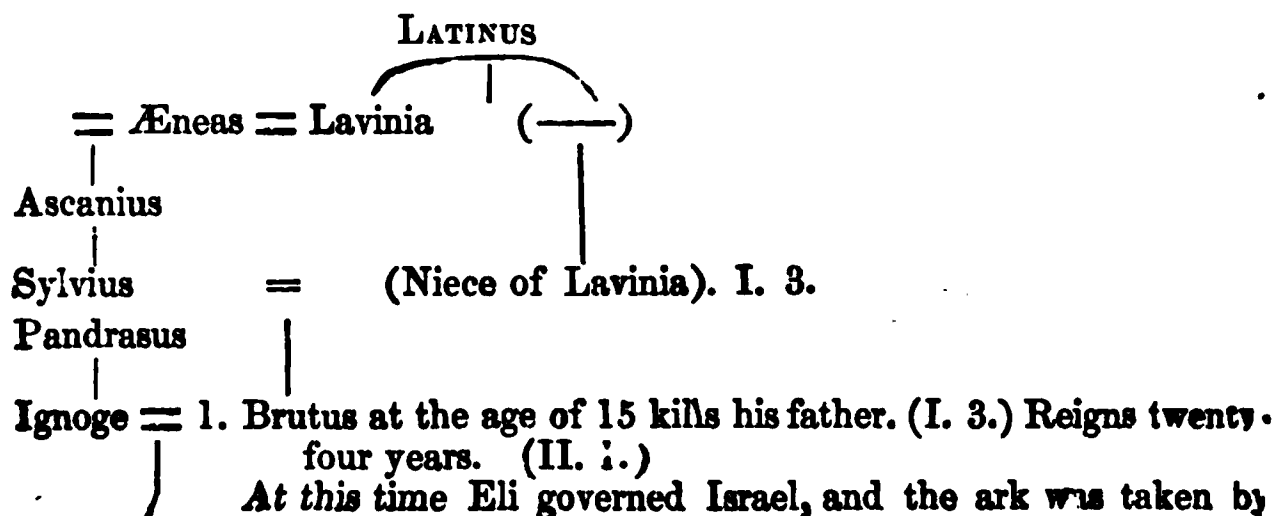 LATINUS
= Æneas = Lavinia (——)
Ascanius
Sylvius = (Niece of Lavinia). I. 3.
Pandrasus
Ignoge = 1. Brutus at the age of 15 kills his father. (I. 3.) Reigns twenty-
four years. (II. 1.)
At this time Eli governed Israel, and the ark was taken by